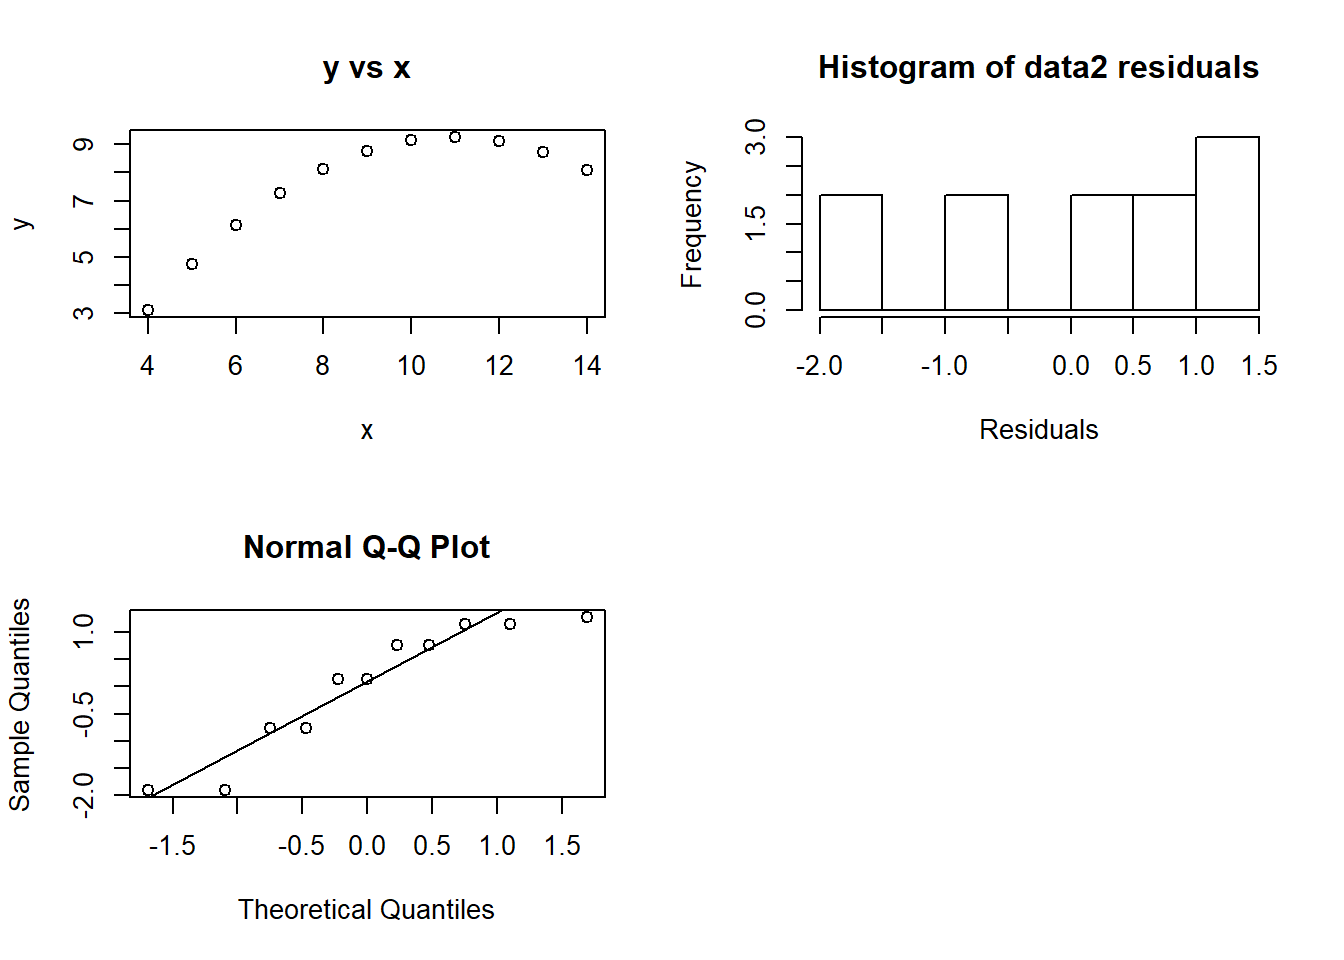 y vs x
y
9
7
5
3
4 6 8 10 12 14
x
Histogram of data2 residuals
Frequency
3.0
1.5
0.0
-2.0 -1.0 0.0 0.5 1.0 1.5
Residuals
Normal Q-Q Plot
Sample Quantiles
1.0
-0.5
-2.0
-1.5 -0.5 0.0 0.5 1.0 1.5
Theoretical Quantiles